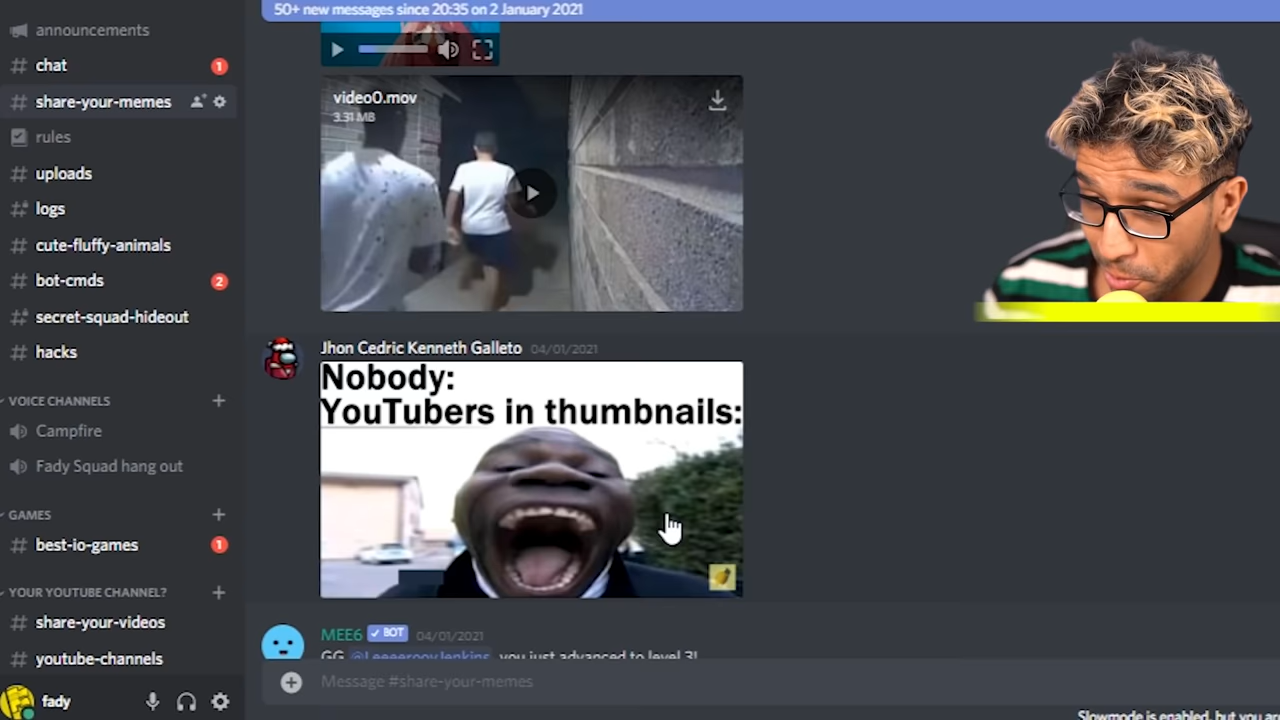 announcements
chat
1
share-your-memes
rules
uploads
logs
cute-fluffy-animals
bot-cmds
2
secret-squad-hideout
hacks
VOICE CHANNELS
Campfire
Fady Squad hang out
GAMES
best-io-games
1
YOUR YOUTUBE CHANNEL?
share-your-videos
youtube-channels
fady
50+ new messages since 20:35 on 2 January 2021
video0.mov
3.31 MB
Jhon Cedric Kenneth Galleto 04/01/2021
Nobody:
YouTubers in thumbnails:
MEE6 BOT 04/01/2021
GG @LeeeerooyJenkins, you just advanced to level 3!
Message #share-your-memes
Slowmode is enabled, but you a